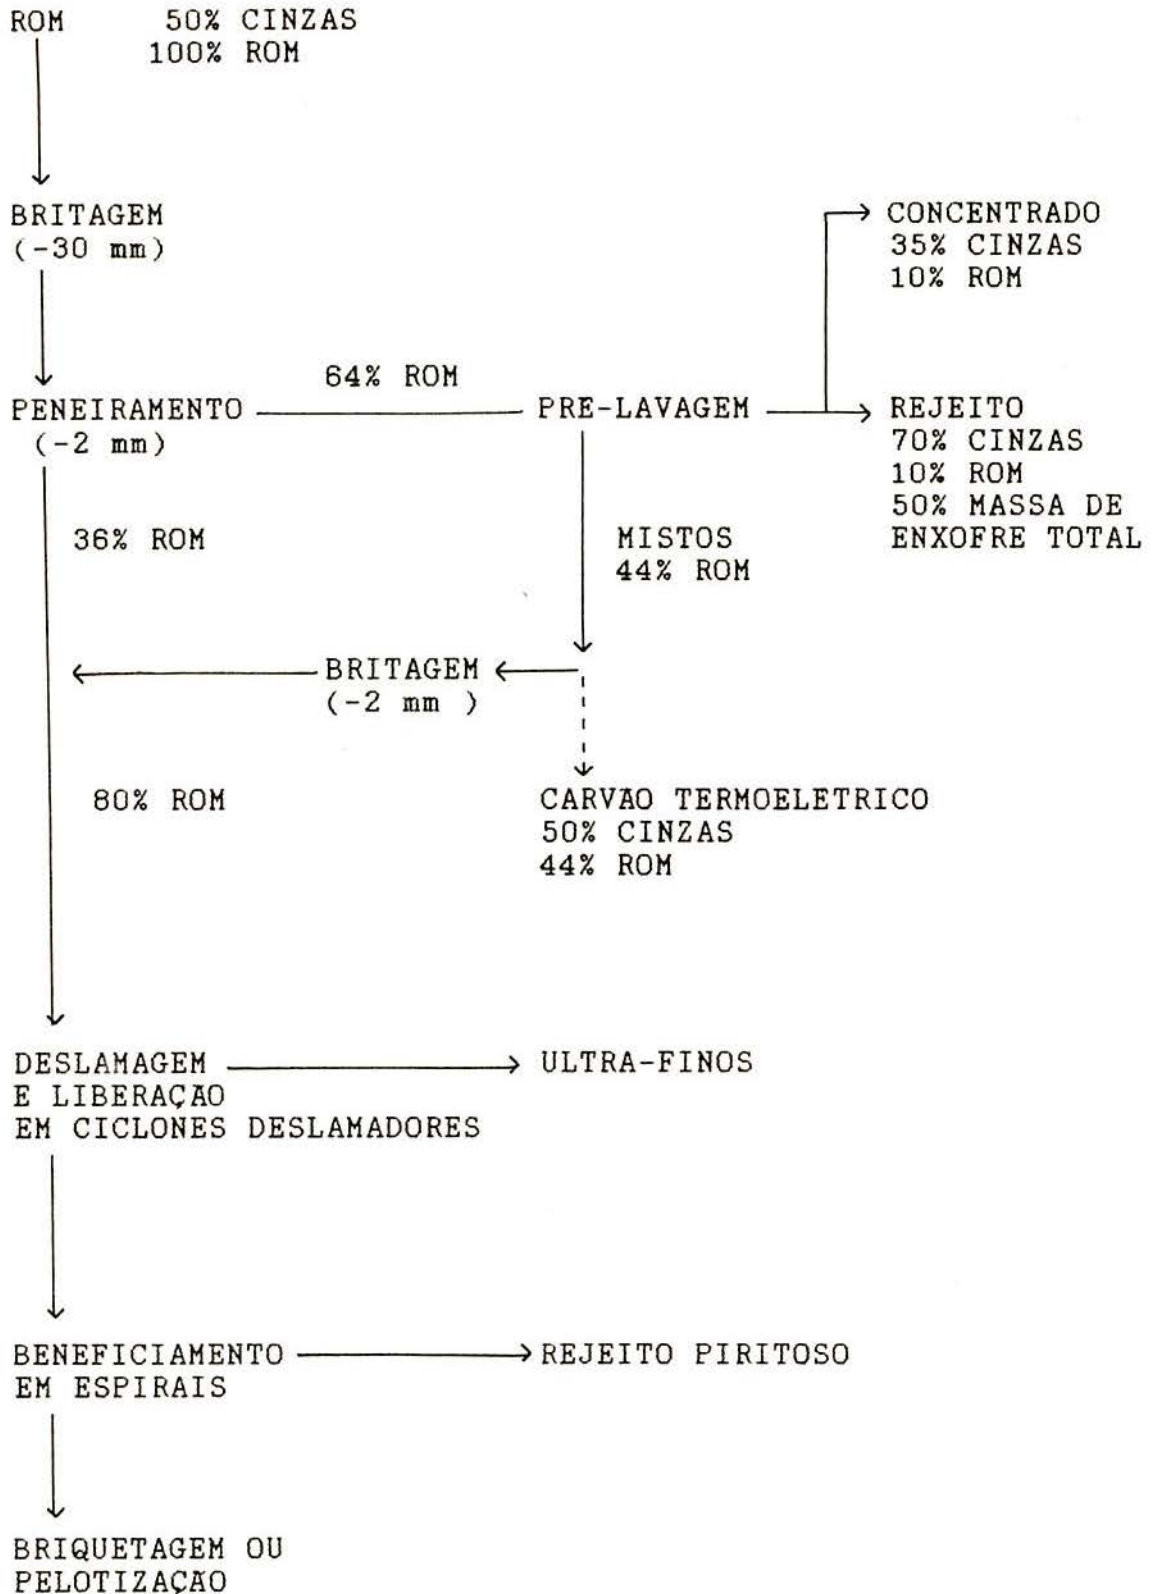 ROM 50% CINZAS
100% ROM
BRITAGEM
(-30 mm)
CONCENTRADO
35% CINZAS
10% ROM
64% ROM
PENEIRAMENTO
(-2 mm)
PRE-LAVAGEM
REJEITO
70% CINZAS
10% ROM
50% MASSA DE
ENXOFRE TOTAL
36% ROM
MISTOS
44% ROM
BRITAGEM
(-2 mm )
80% ROM
CARVÃO TERMOELETRICO
50% CINZAS
44% ROM
DESLAMAGEM
E LIBERAÇÃO
EM CICLONES DESLAMADORES
ULTRA-FINOS
BENEFICIAMENTO
EM ESPIRAIS
REJEITO PIRITOSO
BRIQUETAGEM OU
PELOTIZAÇÃO